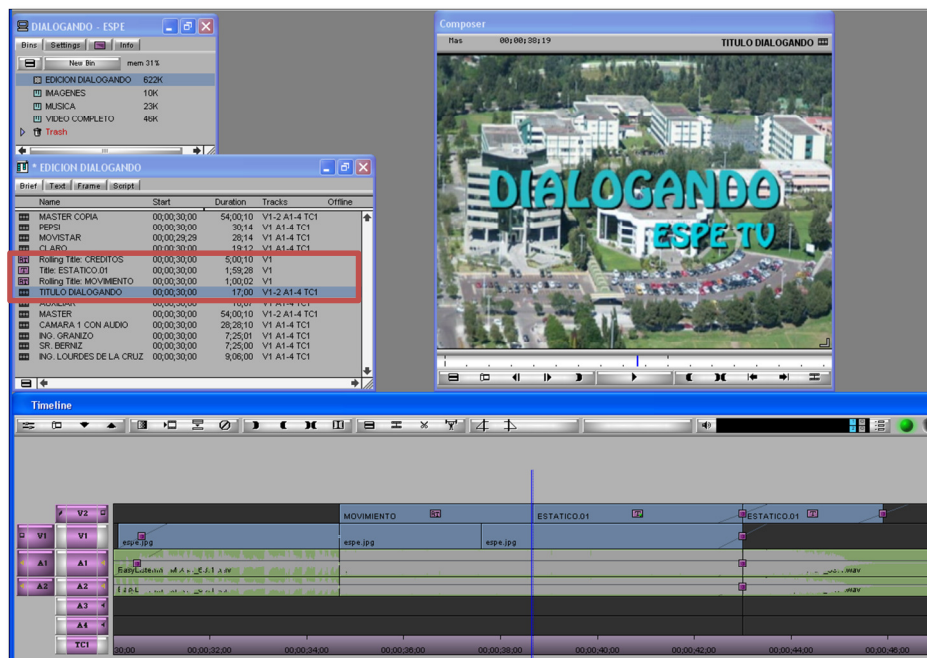 DIALOGANDO - ESPE
Bins Settings Info
New Bin mem 31%
EDICION DIALOGANDO 622K
IMAGENES 10K
MUSICA 23K
VIDEO COMPLETO 46K
Trash
* EDICION DIALOGANDO
Brief Text Frame Script
Name Start Duration Tracks Offline
MASTER COPIA 00;00;30;00 54;00;10 V1-2 A1-4 TC1
PEPSI 00;00;30;00 30;14 V1 A1-4 TC1
MOVISTAR 00;00;29;29 28;14 V1 A1-4 TC1
CLARO 00;00;30;00 19;12 V1 A1-4 TC1
Rolling Title: CREDITOS 00;00;30;00 5;00;10 V1
Title: ESTATICO.01 00;00;30;00 1;59;28 V1
Rolling Title: MOVIMIENTO 00;00;30;00 1;00;02 V1
TITULO DIALOGANDO 00;00;30;00 17;00 V1-2 A1-4 TC1
AUXILIAR 00;00;30;00 10;01 V1 A1-4 TC1
MASTER 00;00;30;00 54;00;10 V1-2 A1-4 TC1
CAMARA 1 CON AUDIO 00;00;30;00 28;28;10 V1 A1-4 TC1
ING. GRANIZO 00;00;30;00 7;25;01 V1 A1-4 TC1
SR. BERNIZ 00;00;30;00 7;25;00 V1 A1-4 TC1
ING. LOURDES DE LA CRUZ 00;00;30;00 9;06;00 V1 A1-4 TC1
Composer
Mas 00;00;38;19 TITULO DIALOGANDO
DIALOGANDO
ESPE TV
Timeline
V2 MOVIMIENTO ESTATICO.01 ESTATICO.01
V1 V1 espe.jpg espe.jpg espe.jpg
A1 A1
A2 A2
A3
A4
TC1 30;00 00;00;32;00 00;00;34;00 00;00;36;00 00;00;38;00 00;00;40;00 00;00;42;00 00;00;44;00 00;00;46;00